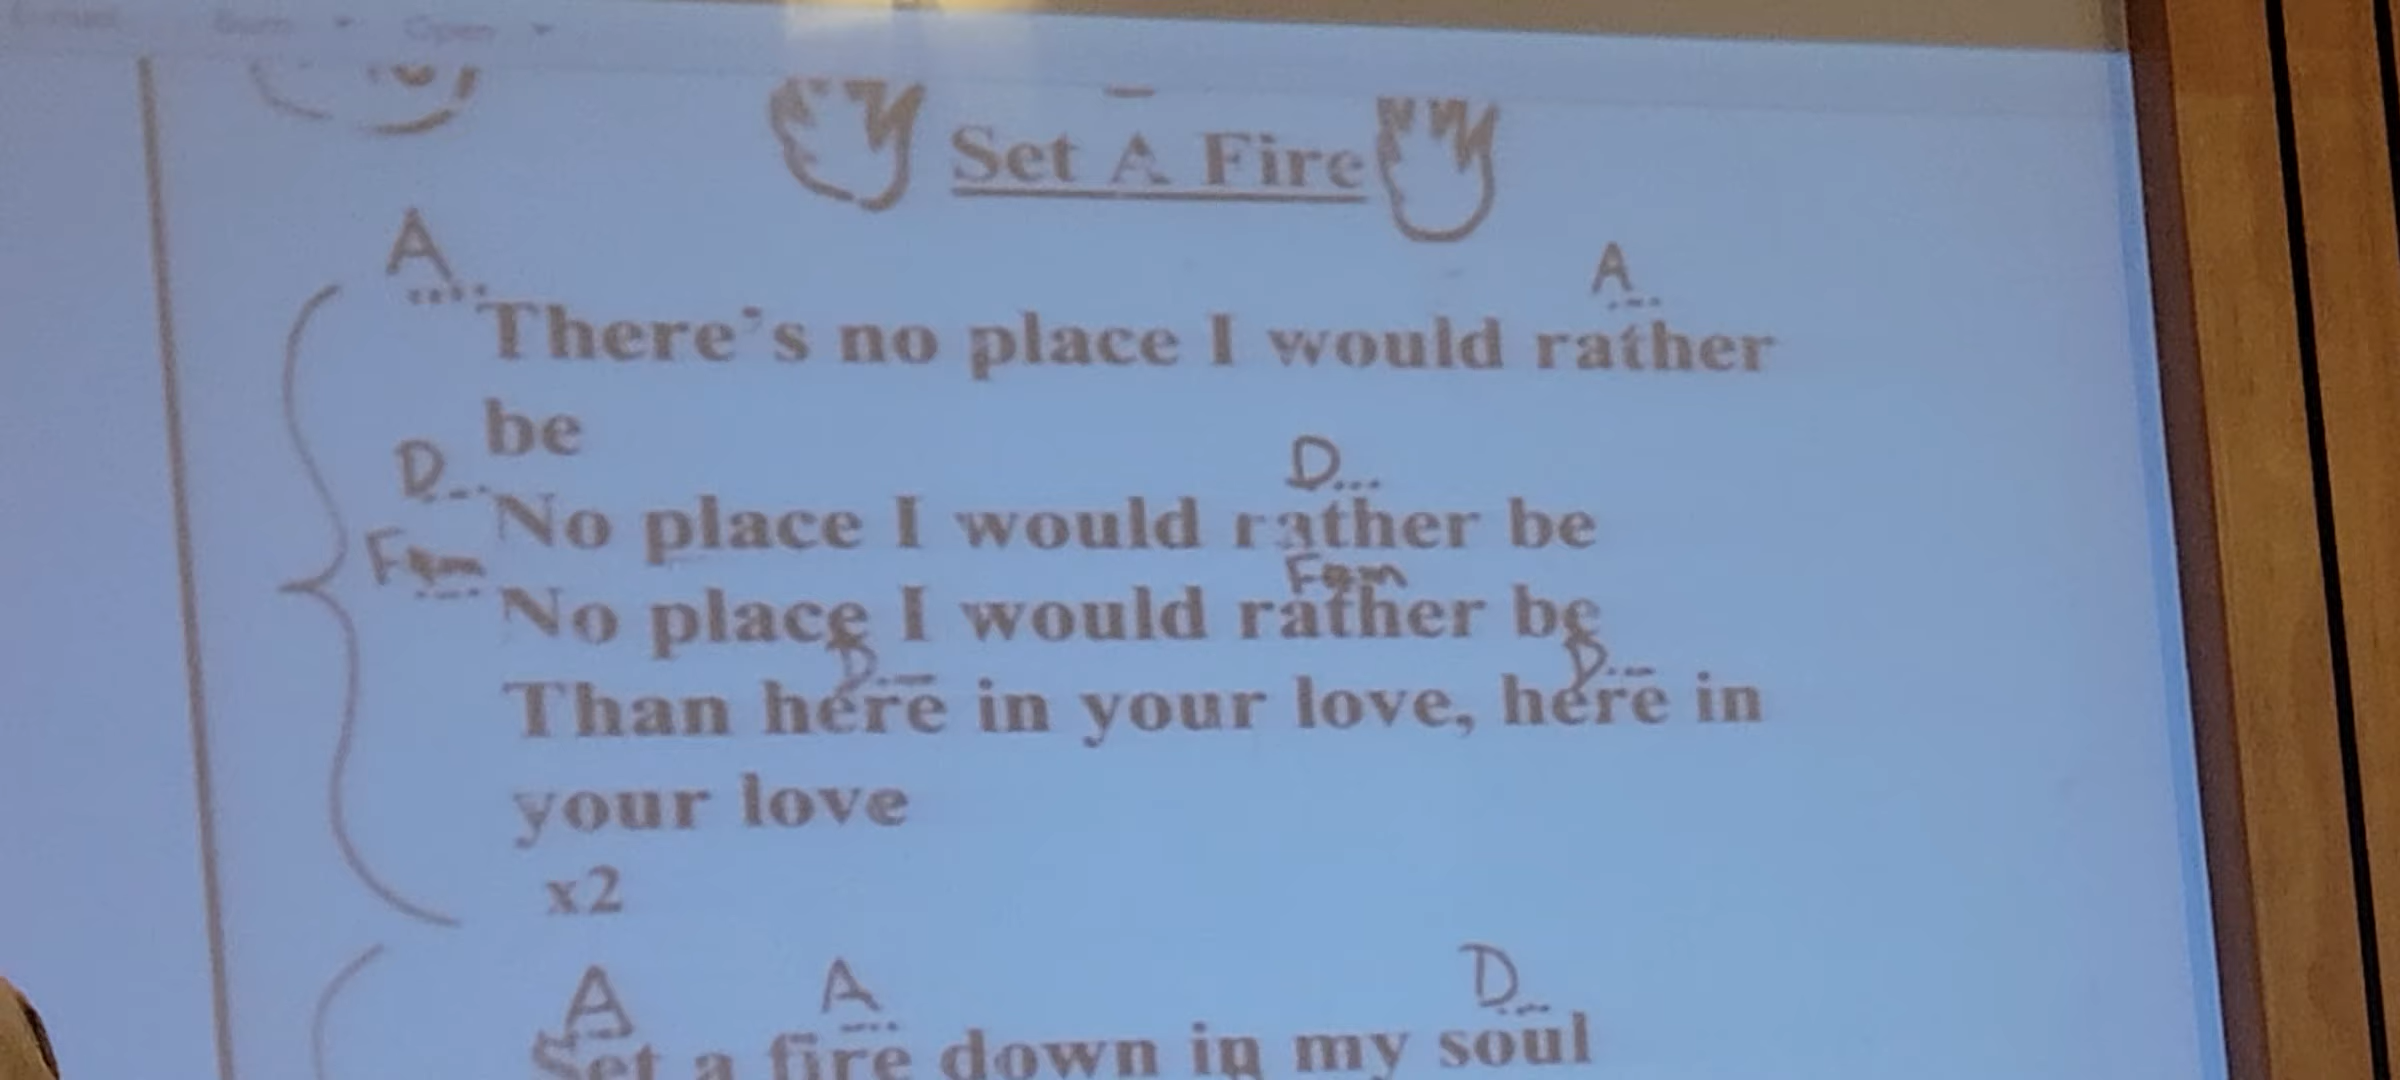 Open
Set A Fire
A A
There's no place I would rather
be
D D
No place I would rather be
F#m F#m
No place I would rather be
D D
Than here in your love, here in
your love
x2
A A D
Set a fire down in my soul